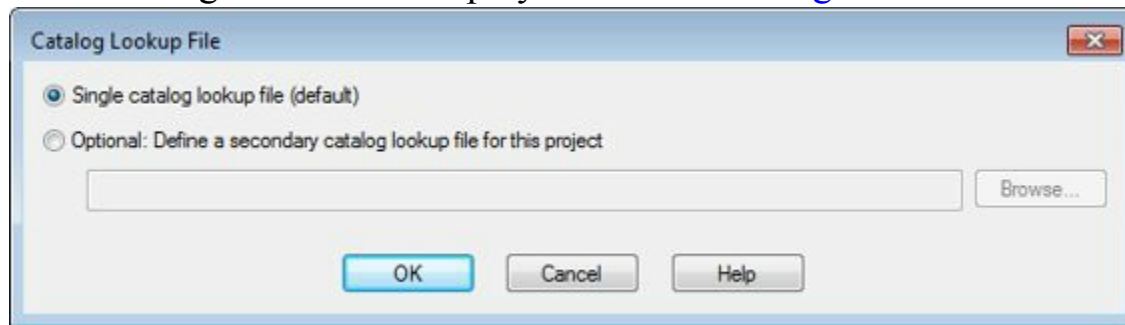 Catalog Lookup File
Single catalog lookup file (default)
Optional: Define a secondary catalog lookup file for this project
Browse...
OK Cancel Help